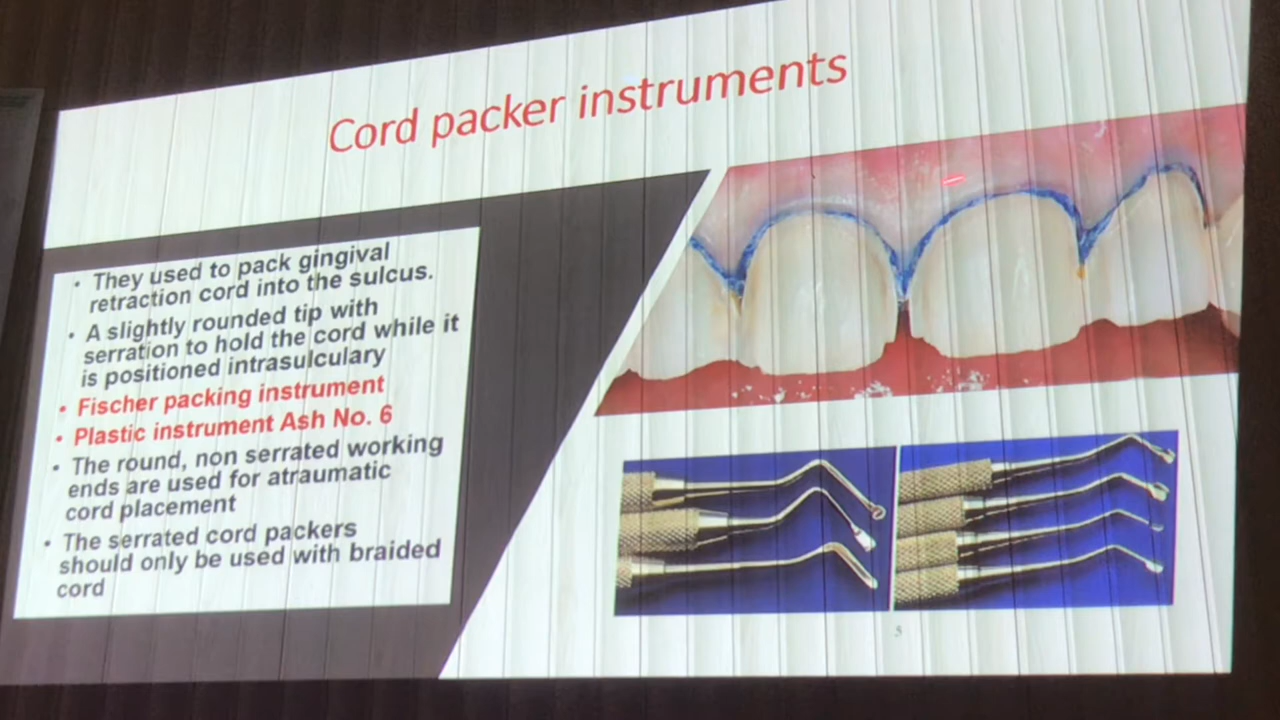 Cord packer instruments
• They used to pack gingival
retraction cord into the sulcus.
• A slightly rounded tip with
serration to hold the cord while it
is positioned intrasulculary
• Fischer packing instrument
• Plastic instrument Ash No. 6
• The round, non serrated working
ends are used for atraumatic
cord placement
• The serrated cord packers
should only be used with braided
cord
5